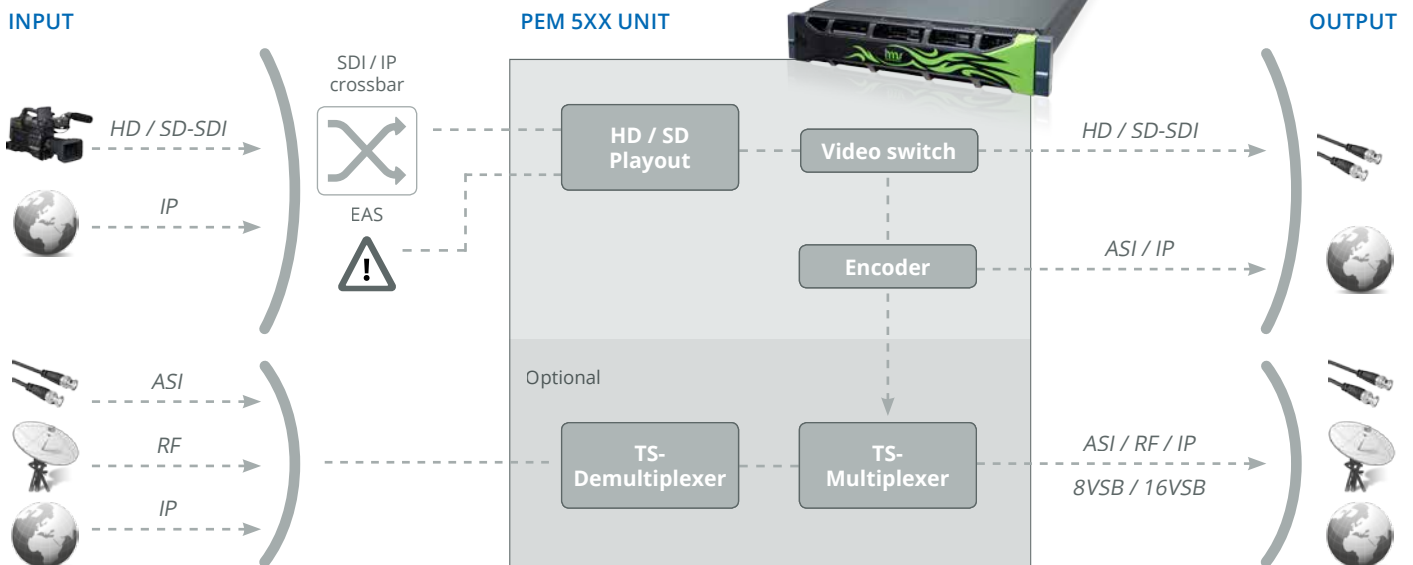 INPUT
PEM 5XX UNIT
OUTPUT
hms
SDI / IP
crossbar
HD / SD-SDI
IP
EAS
!
HD / SD
Playout
Video switch
Encoder
HD / SD-SDI
ASI / IP
ASI
RF
IP
Optional
TS-
Demultiplexer
TS-
Multiplexer
ASI / RF / IP
8VSB / 16VSB